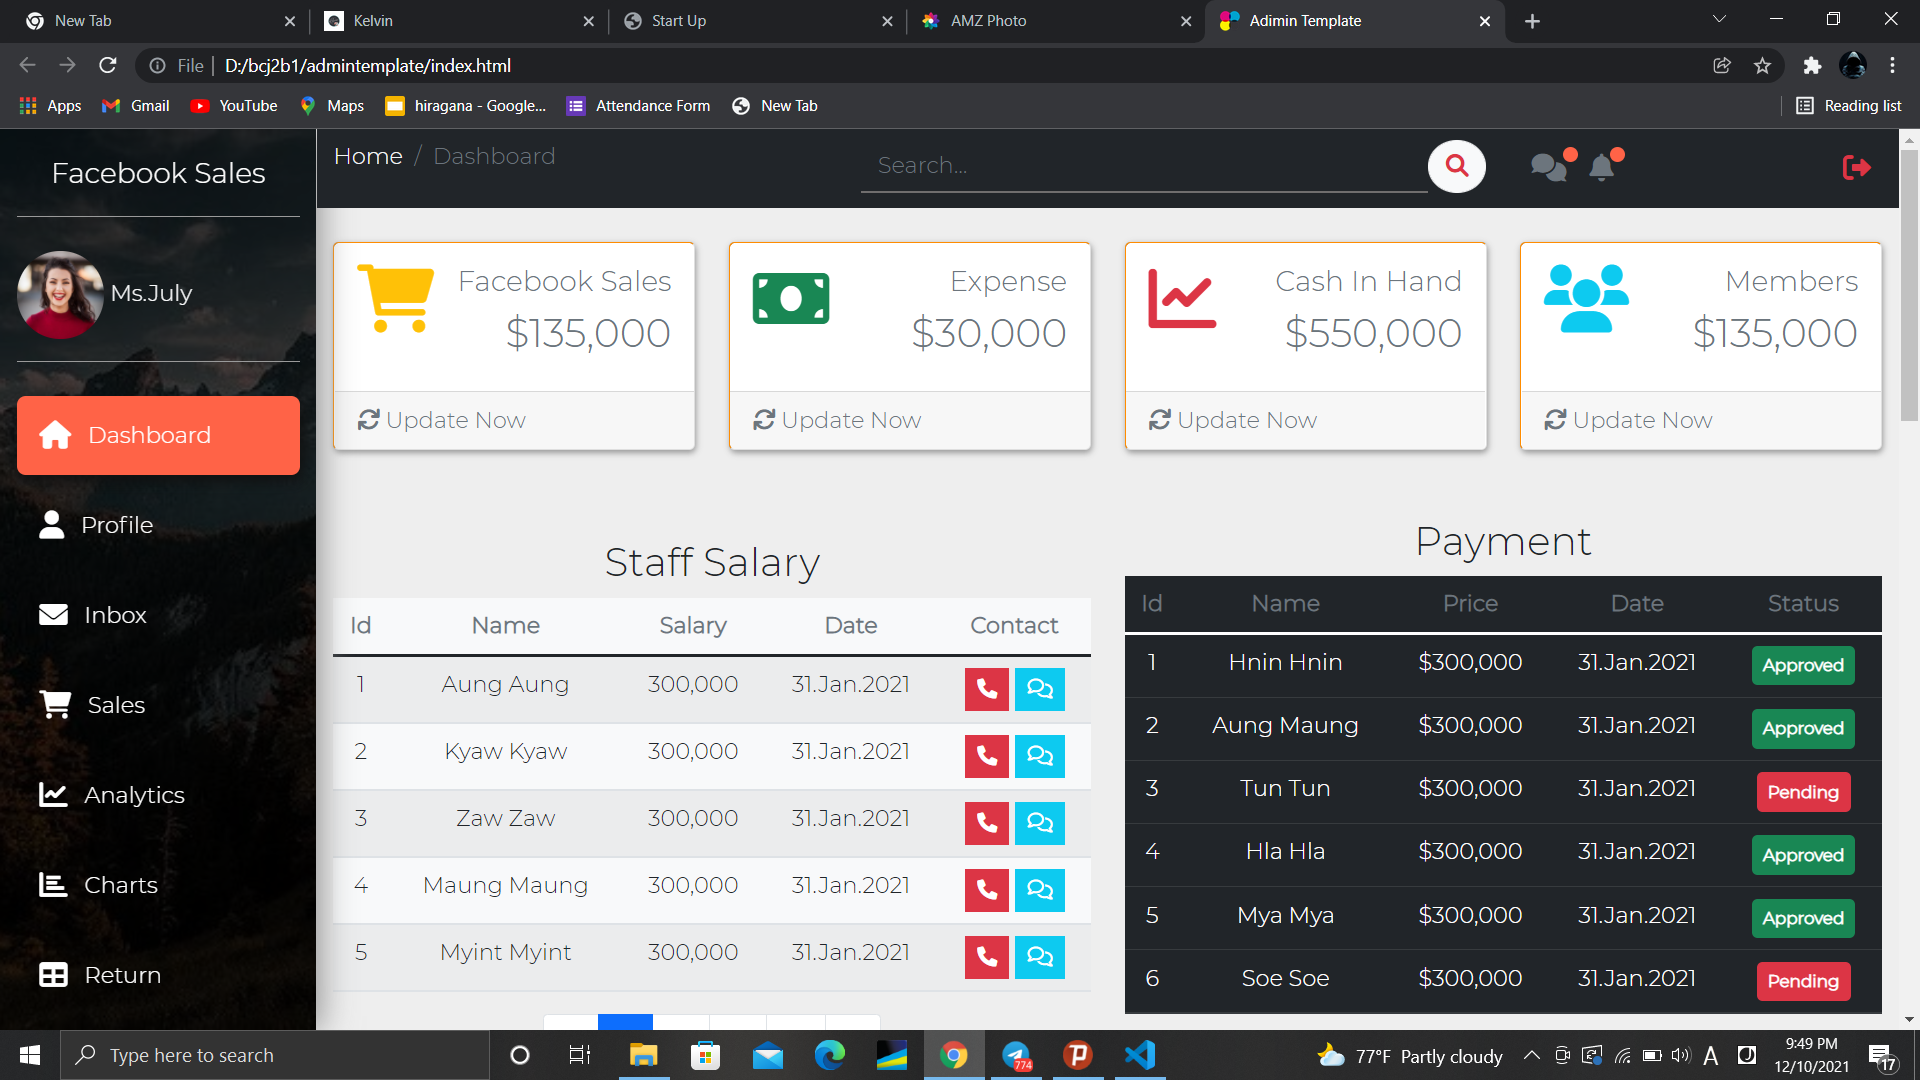 New Tab
Kelvin
Start Up
AMZ Photo
Adimin Template
File
D:/bcj2b1/admintemplate/index.html
Apps
Gmail
YouTube
Maps
hiragana - Google...
Attendance Form
New Tab
Reading list
Facebook Sales
Ms.July
Dashboard
Profile
Inbox
Sales
Analytics
Charts
Return
Home / Dashboard
Search...
Facebook Sales
$135,000
Update Now
Expense
$30,000
Update Now
Cash In Hand
$550,000
Update Now
Members
$135,000
Update Now
Staff Salary
Id Name Salary Date Contact
1 Aung Aung 300,000 31.Jan.2021
2 Kyaw Kyaw 300,000 31.Jan.2021
3 Zaw Zaw 300,000 31.Jan.2021
4 Maung Maung 300,000 31.Jan.2021
5 Myint Myint 300,000 31.Jan.2021
Payment
Id Name Price Date Status
1 Hnin Hnin $300,000 31.Jan.2021 Approved
2 Aung Maung $300,000 31.Jan.2021 Approved
3 Tun Tun $300,000 31.Jan.2021 Pending
4 Hla Hla $300,000 31.Jan.2021 Approved
5 Mya Mya $300,000 31.Jan.2021 Approved
6 Soe Soe $300,000 31.Jan.2021 Pending
Type here to search
774
77°F Partly cloudy
A
9:49 PM
12/10/2021
17